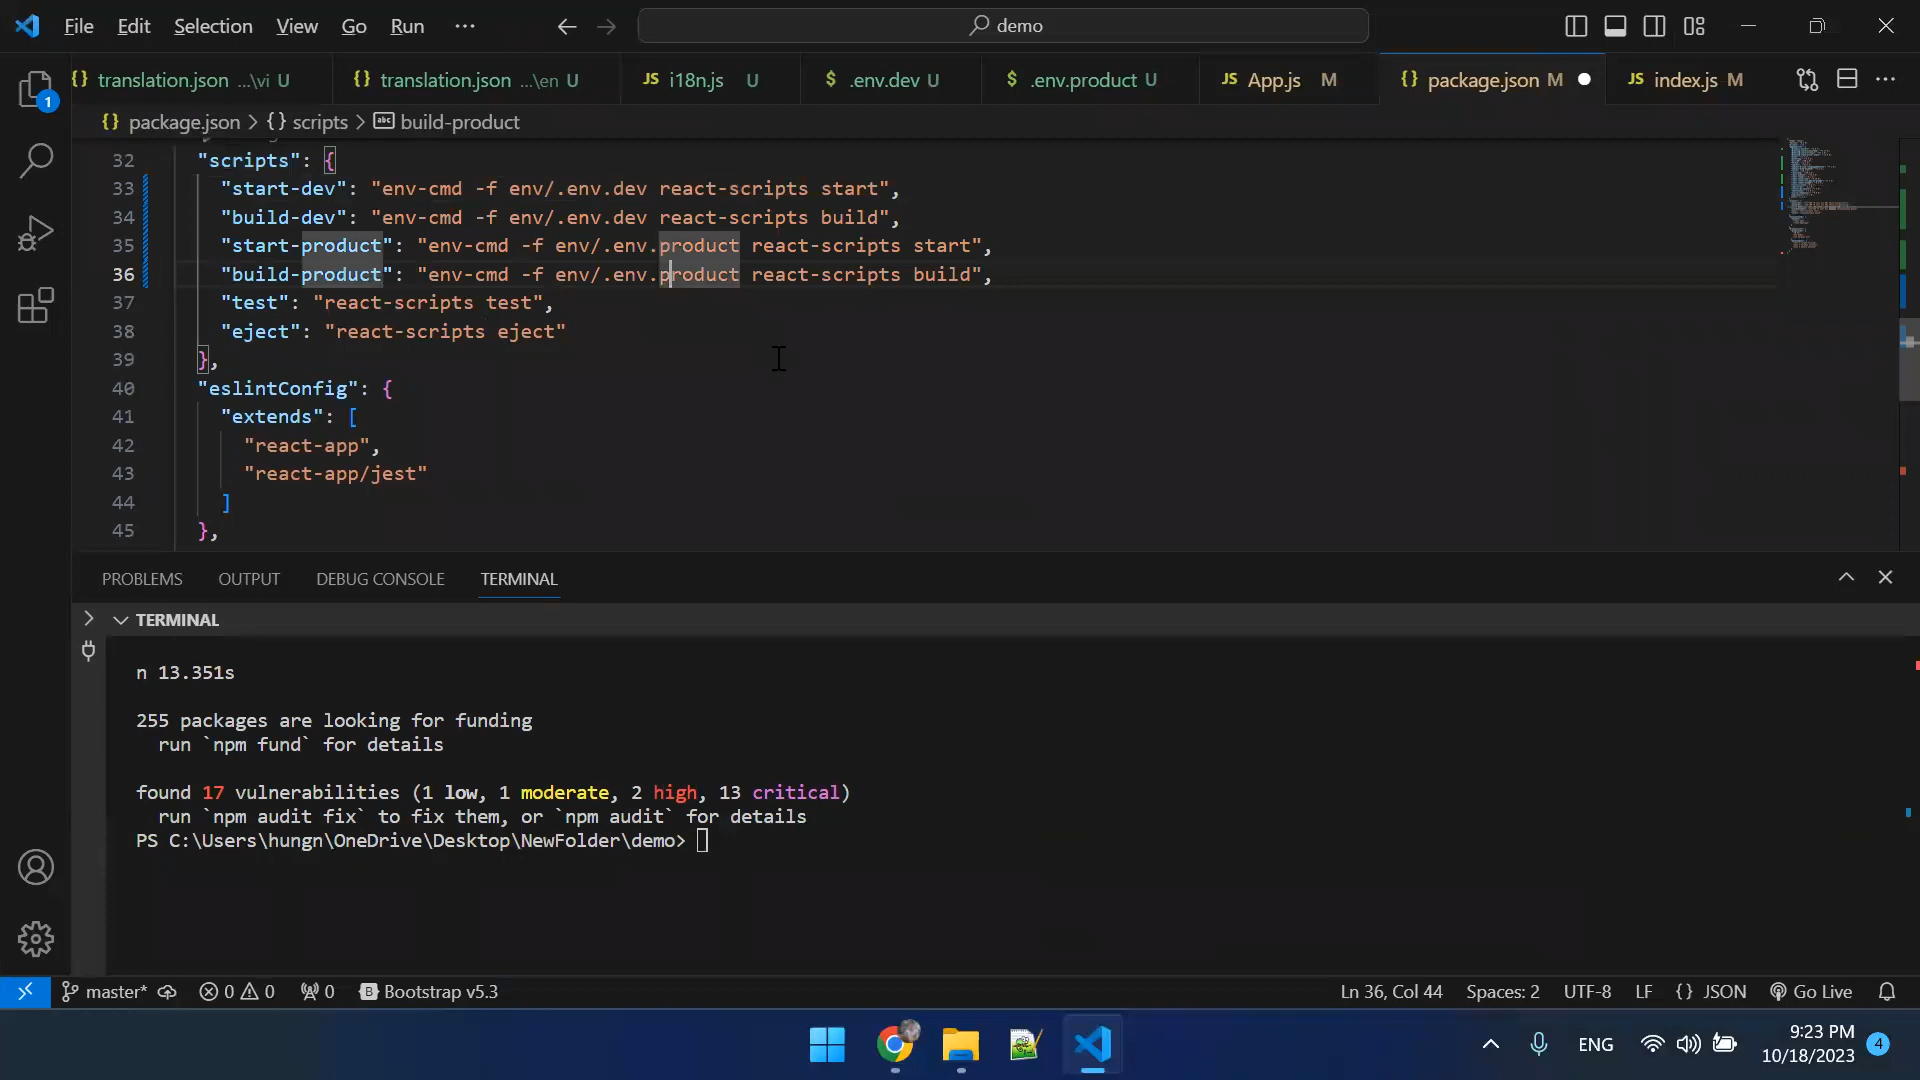 File Edit Selection View Go Run ··· demo
translation.json ...\vi U translation.json ...\en U JS i18n.js U $ .env.dev U $ .env.product U JS App.js M {} package.json M JS index.js M
{} package.json > {} scripts > abc build-product
32 "scripts": {
33 "start-dev": "env-cmd -f env/.env.dev react-scripts start",
34 "build-dev": "env-cmd -f env/.env.dev react-scripts build",
35 "start-product": "env-cmd -f env/.env.product react-scripts start",
36 "build-product": "env-cmd -f env/.env.product react-scripts build",
37 "test": "react-scripts test",
38 "eject": "react-scripts eject"
39 },
40 "eslintConfig": {
41 "extends": [
42 "react-app",
43 "react-app/jest"
44 ]
45 },
PROBLEMS OUTPUT DEBUG CONSOLE TERMINAL
TERMINAL
n 13.351s
255 packages are looking for funding
run `npm fund` for details
found 17 vulnerabilities (1 low, 1 moderate, 2 high, 13 critical)
run `npm audit fix` to fix them, or `npm audit` for details
PS C:\Users\hungn\OneDrive\Desktop\NewFolder\demo>
master* 0 0 0 B Bootstrap v5.3 Ln 36, Col 44 Spaces: 2 UTF-8 LF {} JSON Go Live
ENG 9:23 PM 4
10/18/2023
1